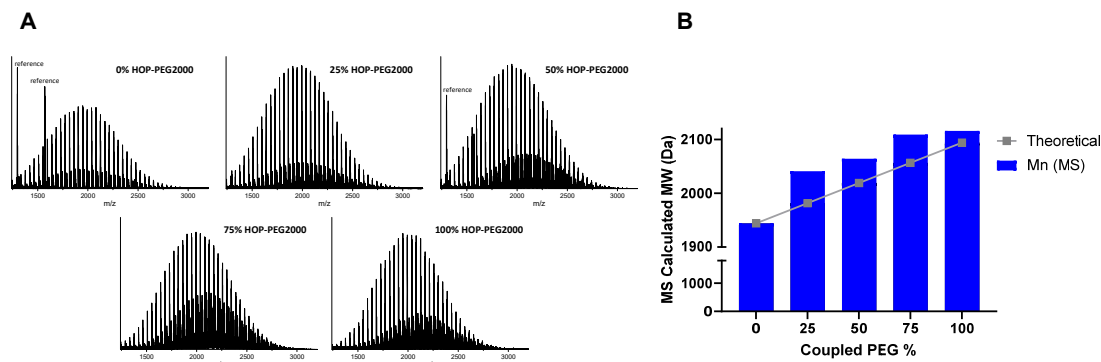 A
B
reference
reference
0% HOP-PEG2000
1500 2000 2500 3000
m/z
25% HOP-PEG2000
1500 2000 2500 3000
m/z
reference
50% HOP-PEG2000
1500 2000 2500 3000
m/z
75% HOP-PEG2000
1500 2000 2500 3000
100% HOP-PEG2000
1500 2000 2500 3000
MS Calculated MW (Da)
2100
2000
1900
1000
0
0 25 50 75 100
Coupled PEG %
Theoretical
Mn (MS)